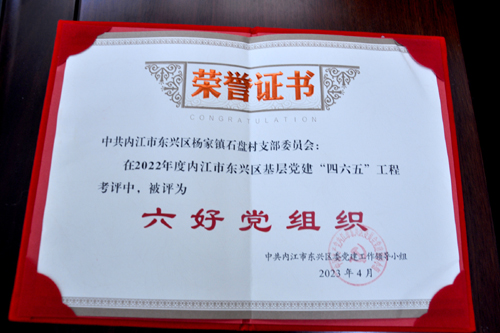 荣誉证书
CONGRATULATION
中共内江市东兴区杨家镇石盘村支部委员会：
在2022年度内江市东兴区基层党建“四六五”工程
考评中，被评为
六好党组织
中共内江市东兴区委党建工作领导小组
2023年4月